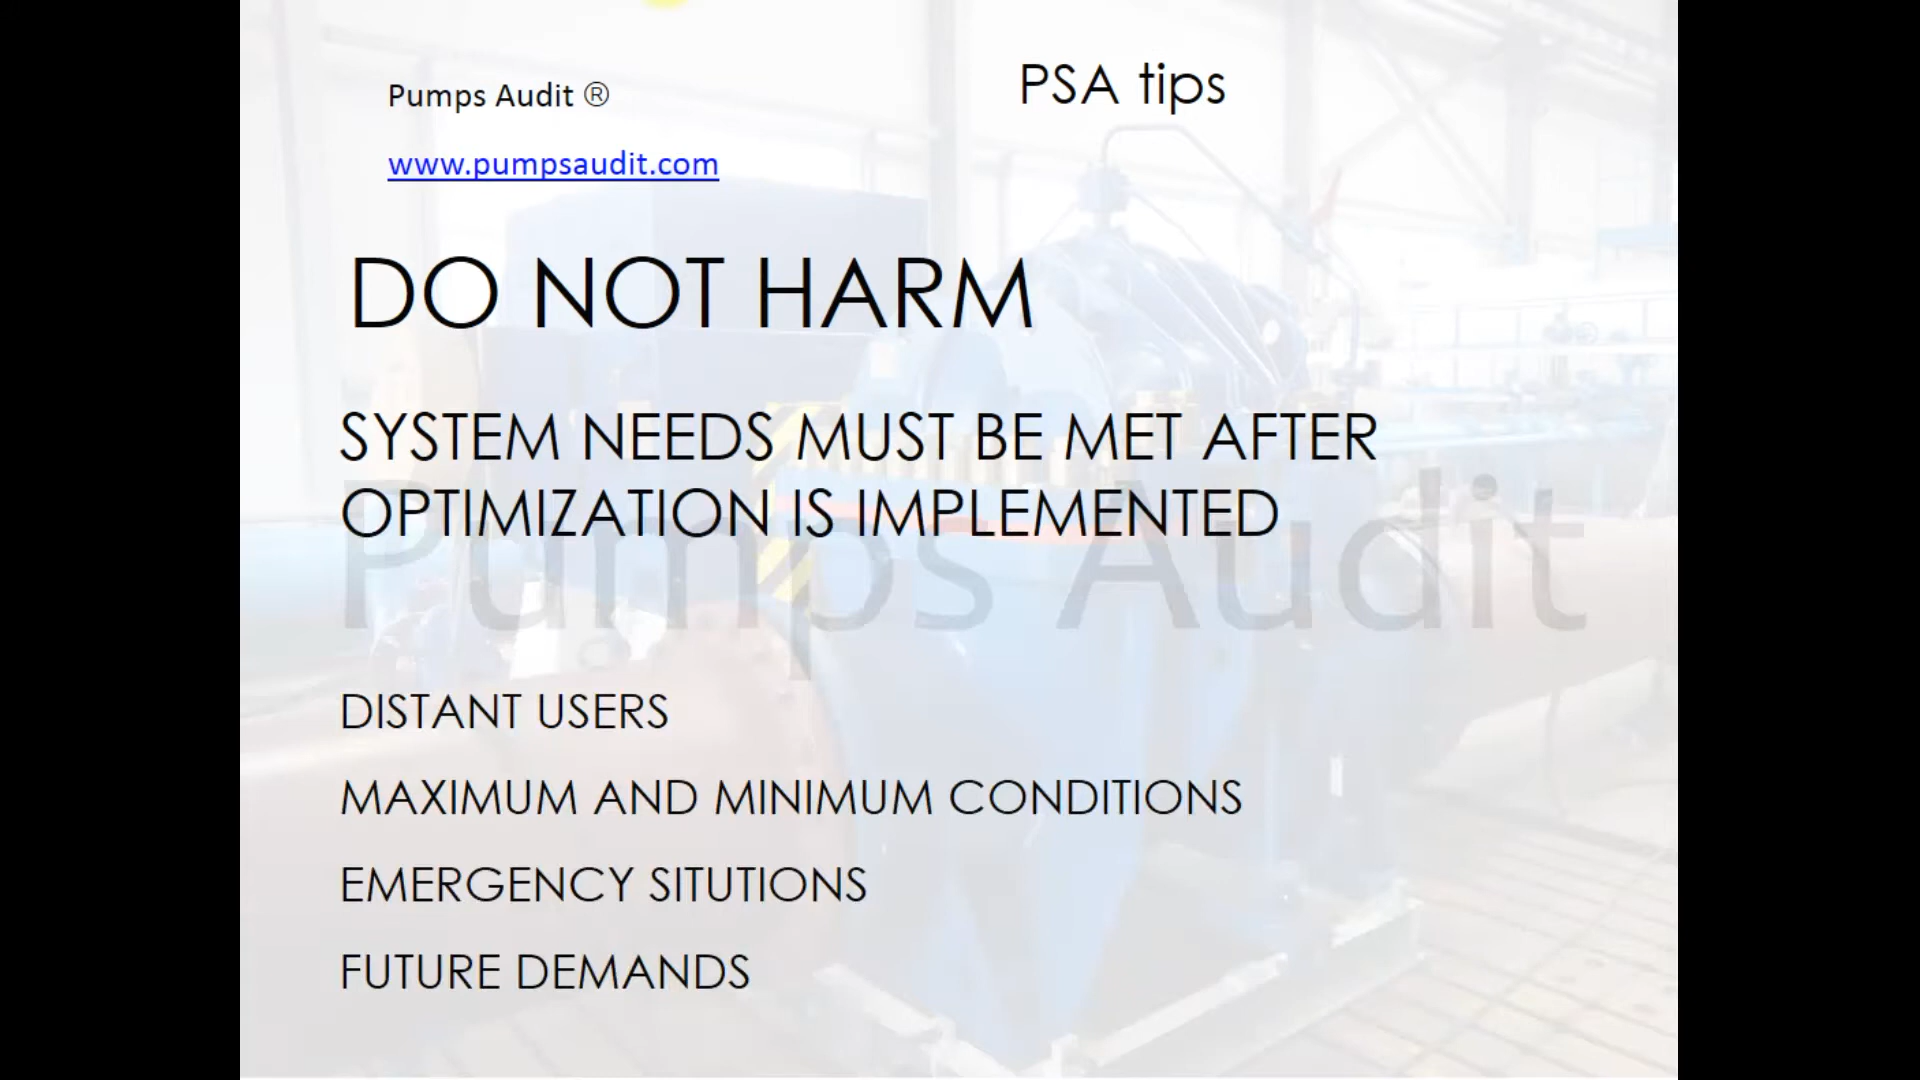 Pumps Audit ®
PSA tips
www.pumpsaudit.com
DO NOT HARM
SYSTEM NEEDS MUST BE MET AFTER
OPTIMIZATION IS IMPLEMENTED
Pumps Audit
DISTANT USERS
MAXIMUM AND MINIMUM CONDITIONS
EMERGENCY SITUTIONS
FUTURE DEMANDS